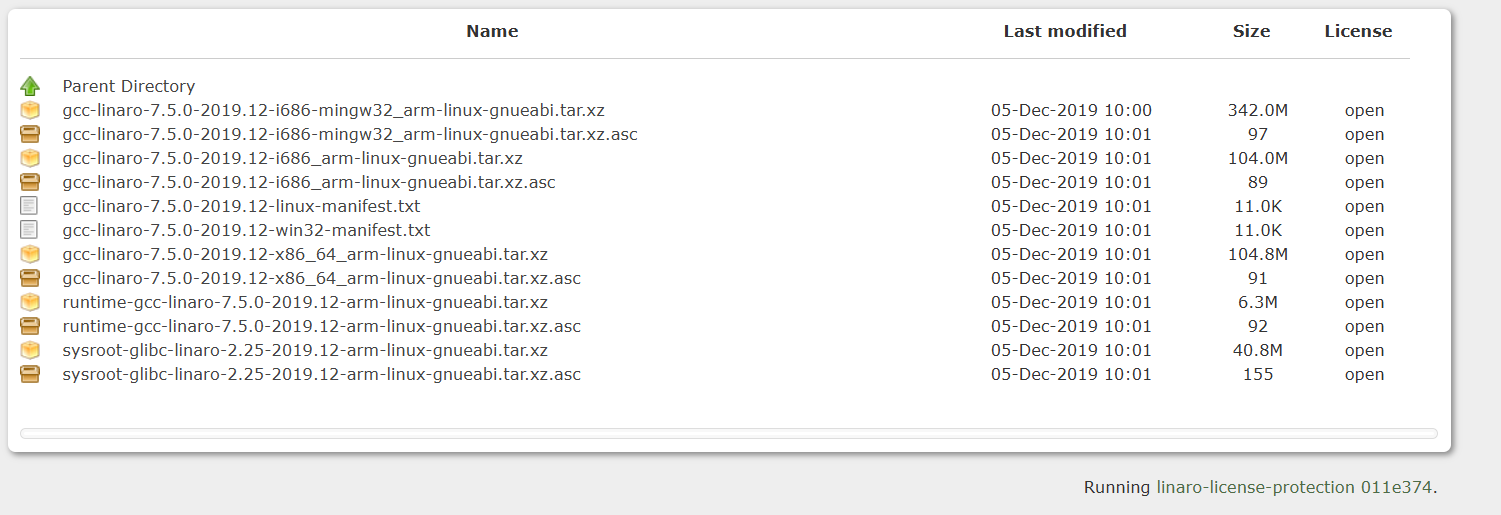 Name Last modified Size License
Parent Directory
gcc-linaro-7.5.0-2019.12-i686-mingw32_arm-linux-gnueabi.tar.xz 05-Dec-2019 10:00 342.0M open
gcc-linaro-7.5.0-2019.12-i686-mingw32_arm-linux-gnueabi.tar.xz.asc 05-Dec-2019 10:01 97 open
gcc-linaro-7.5.0-2019.12-i686_arm-linux-gnueabi.tar.xz 05-Dec-2019 10:01 104.0M open
gcc-linaro-7.5.0-2019.12-i686_arm-linux-gnueabi.tar.xz.asc 05-Dec-2019 10:01 89 open
gcc-linaro-7.5.0-2019.12-linux-manifest.txt 05-Dec-2019 10:01 11.0K open
gcc-linaro-7.5.0-2019.12-win32-manifest.txt 05-Dec-2019 10:01 11.0K open
gcc-linaro-7.5.0-2019.12-x86_64_arm-linux-gnueabi.tar.xz 05-Dec-2019 10:01 104.8M open
gcc-linaro-7.5.0-2019.12-x86_64_arm-linux-gnueabi.tar.xz.asc 05-Dec-2019 10:01 91 open
runtime-gcc-linaro-7.5.0-2019.12-arm-linux-gnueabi.tar.xz 05-Dec-2019 10:01 6.3M open
runtime-gcc-linaro-7.5.0-2019.12-arm-linux-gnueabi.tar.xz.asc 05-Dec-2019 10:01 92 open
sysroot-glibc-linaro-2.25-2019.12-arm-linux-gnueabi.tar.xz 05-Dec-2019 10:01 40.8M open
sysroot-glibc-linaro-2.25-2019.12-arm-linux-gnueabi.tar.xz.asc 05-Dec-2019 10:01 155 open
Running linaro-license-protection 011e374.